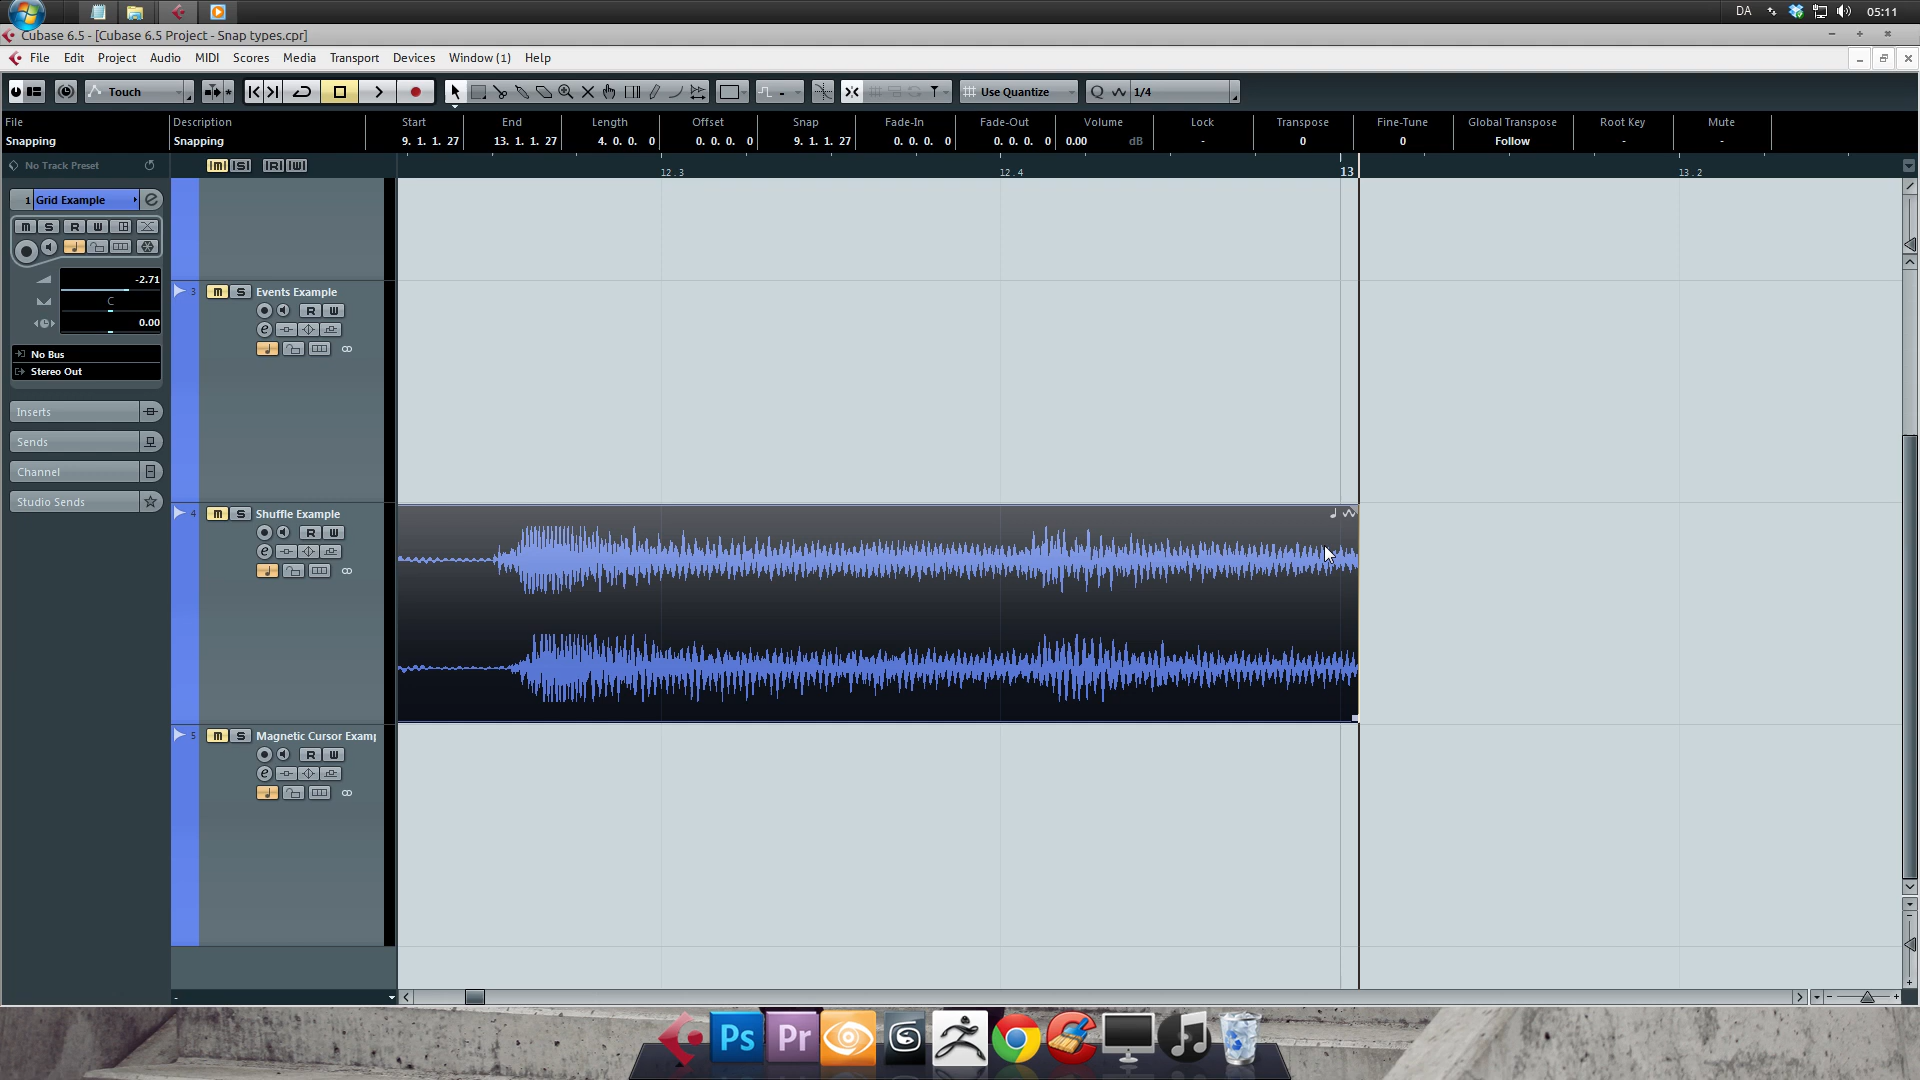 DA 05:11
Cubase 6.5 - [Cubase 6.5 Project - Snap types.cpr]
File Edit Project Audio MIDI Scores Media Transport Devices Window (1) Help
Touch Use Quantize Q 1/4
File Description Start End Length Offset Snap Fade-In Fade-Out Volume Lock Transpose Fine-Tune Global Transpose Root Key Mute
Snapping Snapping 9. 1. 1. 27 13. 1. 1. 27 4. 0. 0. 0 0. 0. 0. 0 9. 1. 1. 27 0. 0. 0. 0 0. 0. 0. 0 0.00 dB - 0 0 Follow - -
No Track Preset M S R W 12.3 12.4 13 13.2
1 Grid Example e
M S R W
-2.71
C
0.00
No Bus
Stereo Out
Inserts
Sends
Channel
Studio Sends
3 M S Events Example
R W
e
4 M S Shuffle Example
R W
e
5 M S Magnetic Cursor Examp
R W
e
Ps Pr